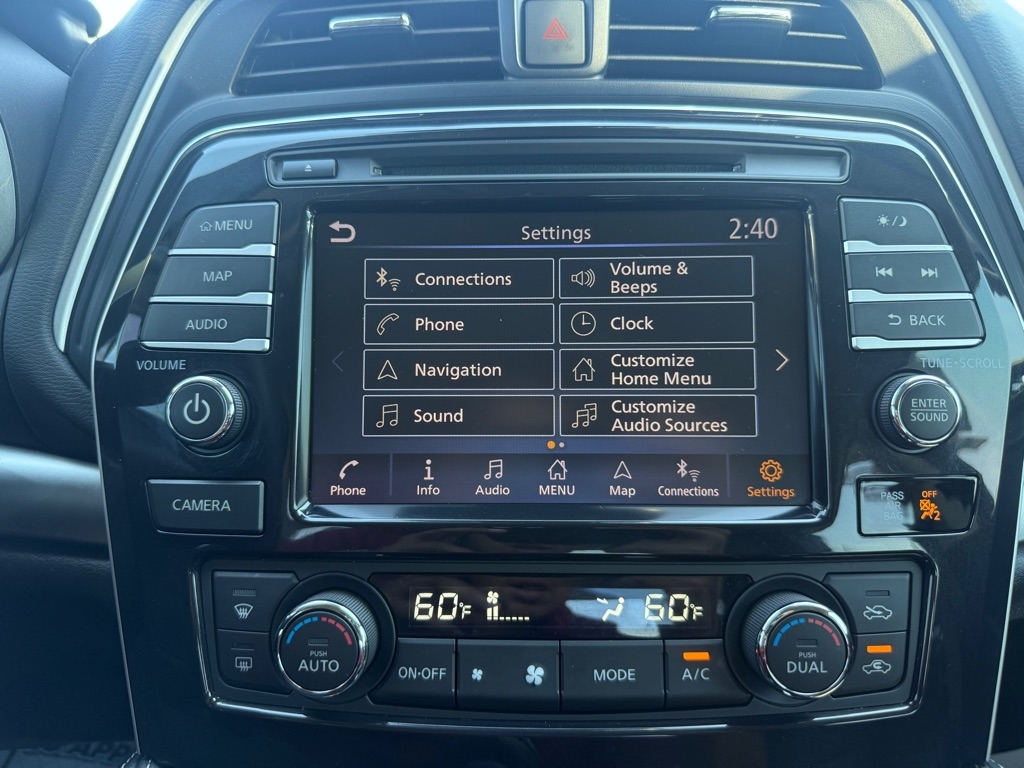 MENU
MAP
AUDIO
VOLUME
CAMERA
Settings
2:40
Connections
Volume &
Beeps
Phone
Clock
Navigation
Customize
Home Menu
Sound
Customize
Audio Sources
Phone
Info
Audio
MENU
Map
Connections
Settings
BACK
TUNE·SCROLL
ENTER
SOUND
PASS
AIR
BAG
OFF
2
60°F
60°F
PUSH
AUTO
ON·OFF
MODE
A/C
PUSH
DUAL